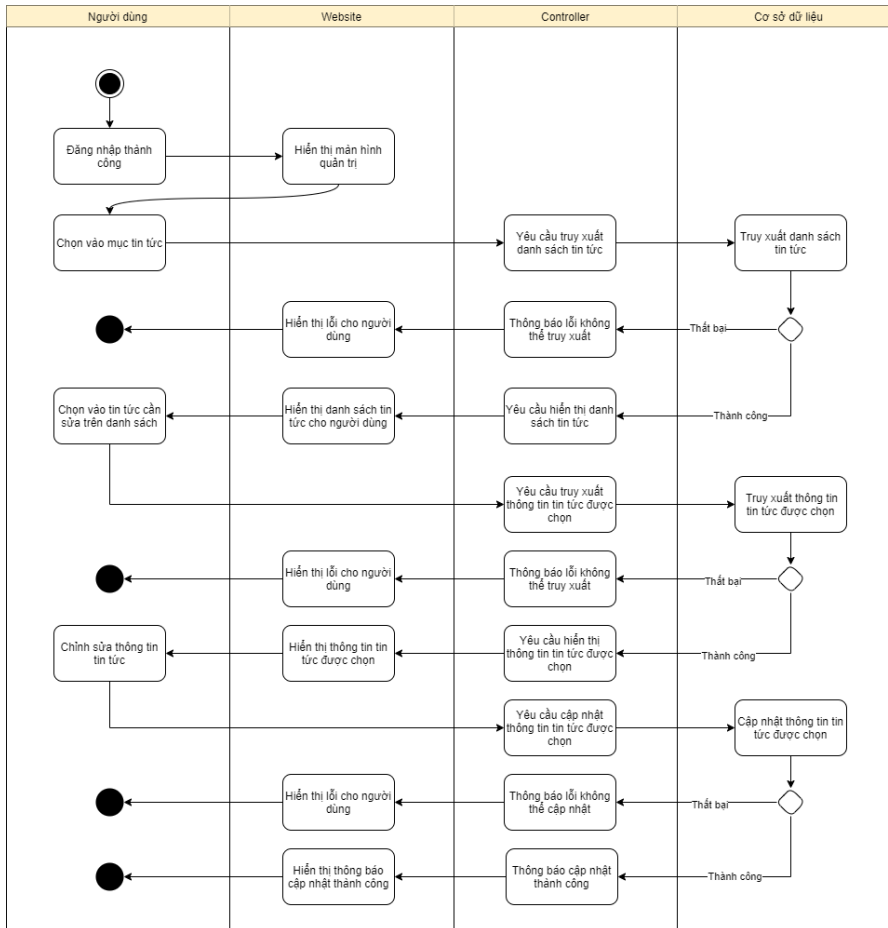 Người dùng
Website
Controller
Cơ sở dữ liệu
Đăng nhập thành
công
Hiển thị màn hình
quản trị
Chọn vào mục tin tức
Yêu cầu truy xuất
danh sách tin tức
Truy xuất danh sách
tin tức
Hiển thị lỗi cho người
dùng
Thông báo lỗi không
thể truy xuất
Thất bại
Chọn vào tin tức cần
sửa trên danh sách
Hiển thị danh sách tin
tức cho người dùng
Yêu cầu hiển thị danh
sách tin tức
Thành công
Yêu cầu truy xuất
thông tin tin tức được
chọn
Truy xuất thông tin
tin tức được chọn
Hiển thị lỗi cho người
dùng
Thông báo lỗi không
thể truy xuất
Thất bại
Chỉnh sửa thông tin
tin tức
Hiển thị thông tin tin
tức được chọn
Yêu cầu hiển thị
thông tin tin tức được
chọn
Thành công
Yêu cầu cập nhật
thông tin tin tức được
chọn
Cập nhật thông tin tin
tức được chọn
Hiển thị lỗi cho người
dùng
Thông báo lỗi không
thể cập nhật
Thất bại
Hiển thị thông báo
cập nhật thành công
Thông báo cập nhật
thành công
Thành công